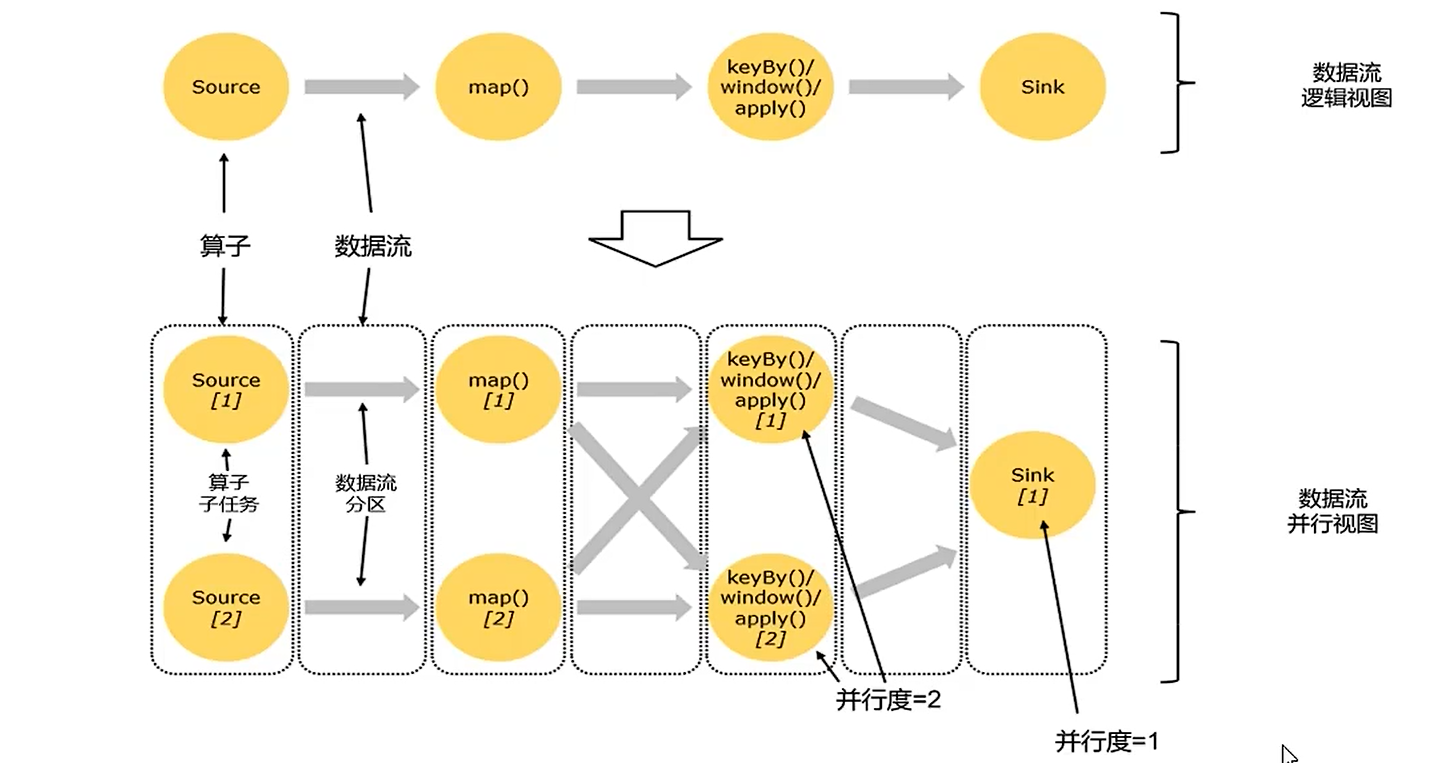 Source
map()
keyBy()/
window()/
apply()
Sink
数据流
逻辑视图
算子
数据流
Source
[1]
map()
[1]
keyBy()/
window()/
apply()
[1]
算子
子任务
数据流
分区
Sink
[1]
数据流
并行视图
Source
[2]
map()
[2]
keyBy()/
window()/
apply()
[2]
并行度=2
并行度=1